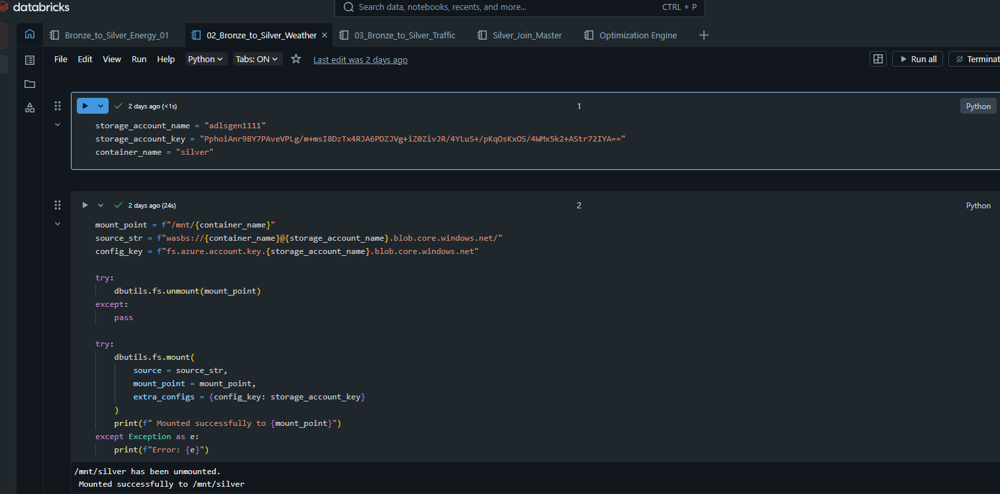 databricks
Search data, notebooks, recents, and more... CTRL + P
Bronze_to_Silver_Energy_01 02_Bronze_to_Silver_Weather 03_Bronze_to_Silver_Traffic Silver_Join_Master Optimization Engine
File Edit View Run Help Python Tabs: ON Last edit was 2 days ago Run all Terminat
2 days ago (<1s) 1 Python
storage_account_name = "adlsgen1111"
storage_account_key = "PphoiAnr9BY7PAveVPLg/m+msI8DzTx4RJA6PDZJVg+iZ0ZivJR/4YLuS+/pKqOsKxOS/4WMx5k2+AStr72IYA=="
container_name = "silver"
2 days ago (24s) 2 Python
mount_point = f"/mnt/{container_name}"
source_str = f"wasbs://{container_name}@{storage_account_name}.blob.core.windows.net/"
config_key = f"fs.azure.account.key.{storage_account_name}.blob.core.windows.net"
try:
dbutils.fs.unmount(mount_point)
except:
pass
try:
dbutils.fs.mount(
source = source_str,
mount_point = mount_point,
extra_configs = {config_key: storage_account_key}
)
print(f" Mounted successfully to {mount_point}")
except Exception as e:
print(f"Error: {e}")
/mnt/silver has been unmounted.
Mounted successfully to /mnt/silver